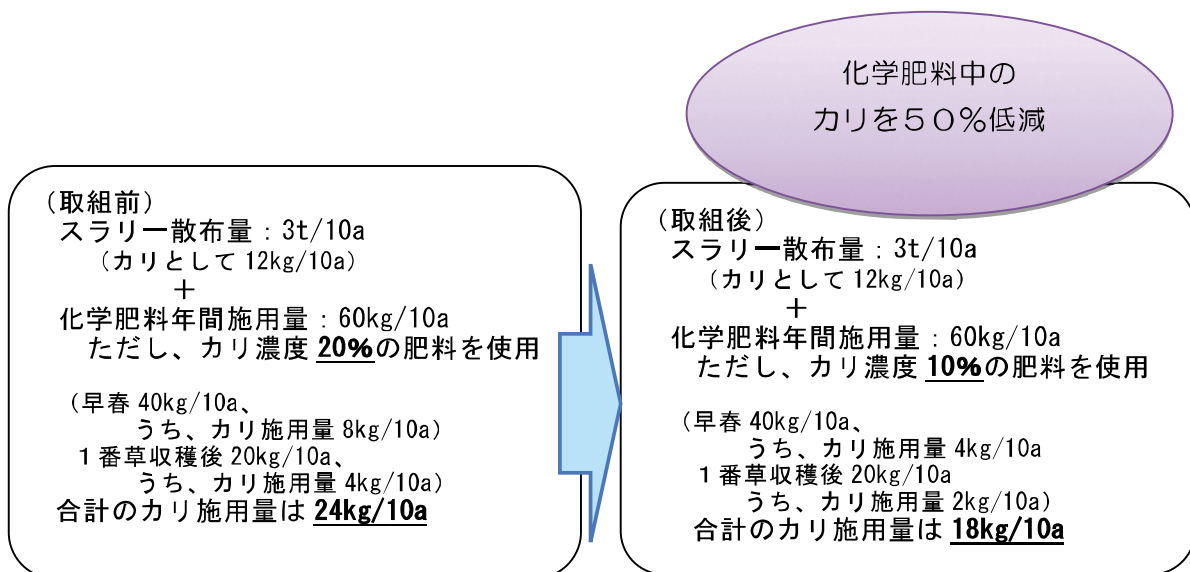 化学肥料中の
カリを５０％低減
（取組前）
スラリー散布量：3t/10a
（カリとして 12kg/10a）
＋
化学肥料年間施用量：60kg/10a
ただし、カリ濃度 20%の肥料を使用
（早春 40kg/10a、
うち、カリ施用量 8kg/10a）
１番草収穫後 20kg/10a、
うち、カリ施用量 4kg/10a）
合計のカリ施用量は 24kg/10a
（取組後）
スラリー散布量：3t/10a
（カリとして 12kg/10a）
＋
化学肥料年間施用量：60kg/10a
ただし、カリ濃度 10%の肥料を使用
（早春 40kg/10a、
うち、カリ施用量 4kg/10a
１番草収穫後 20kg/10a
うち、カリ施用量 2kg/10a）
合計のカリ施用量は 18kg/10a